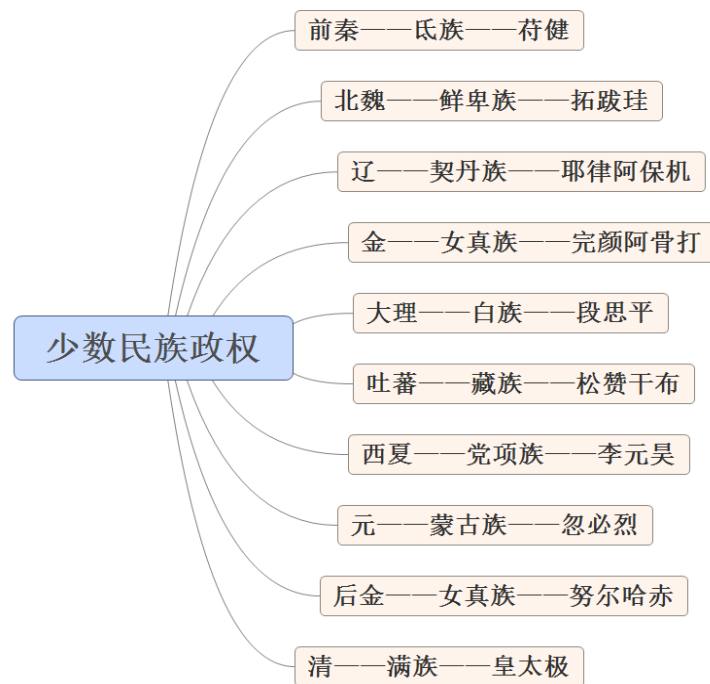 前秦——氐族——苻健
北魏——鲜卑族——拓跋珪
辽——契丹族——耶律阿保机
金——女真族——完颜阿骨打
大理——白族——段思平
少数民族政权
吐蕃——藏族——松赞干布
西夏——党项族——李元昊
元——蒙古族——忽必烈
后金——女真族——努尔哈赤
清——满族——皇太极